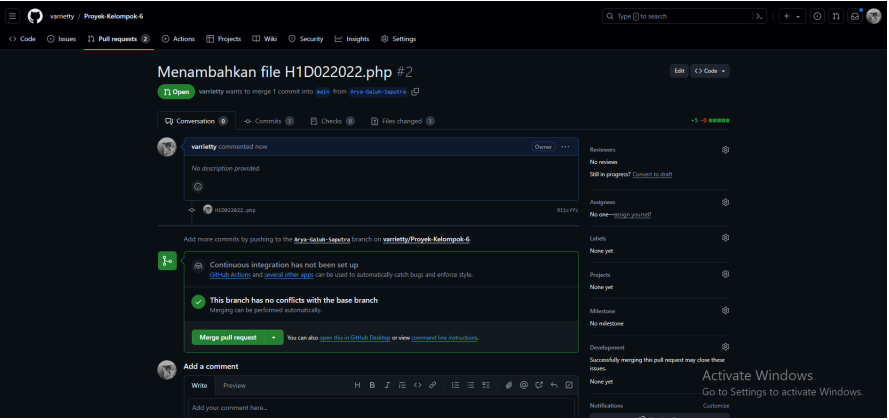 varrietty / Proyek-Kelompok-6
Type / to search
Code
Issues
Pull requests 2
Actions
Projects
Wiki
Security
Insights
Settings
Menambahkan file H1D022022.php #2
Edit
Code
Open
varrietty wants to merge 1 commit into main from Arya-Galuh-Saputra
Conversation 0
Commits 1
Checks 0
Files changed 1
+5 -0
varrietty commented now
Owner
No description provided.
H1D022022.php
011cffc
Add more commits by pushing to the Arya-Galuh-Saputra branch on varrietty/Proyek-Kelompok-6.
Continuous integration has not been set up
GitHub Actions and several other apps can be used to automatically catch bugs and enforce style.
This branch has no conflicts with the base branch
Merging can be performed automatically.
Merge pull request
You can also open this in GitHub Desktop or view command line instructions.
Add a comment
Write
Preview
Add your comment here...
Reviewers
No reviews
Still in progress? Convert to draft
Assignees
No one—assign yourself
Labels
None yet
Projects
None yet
Milestone
No milestone
Development
Successfully merging this pull request may close these
issues.
None yet
Notifications
Customize
Activate Windows
Go to Settings to activate Windows.